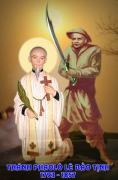 THÁNH PHAOLÔ LÊ BẢO TỊNH
1793 - 1857